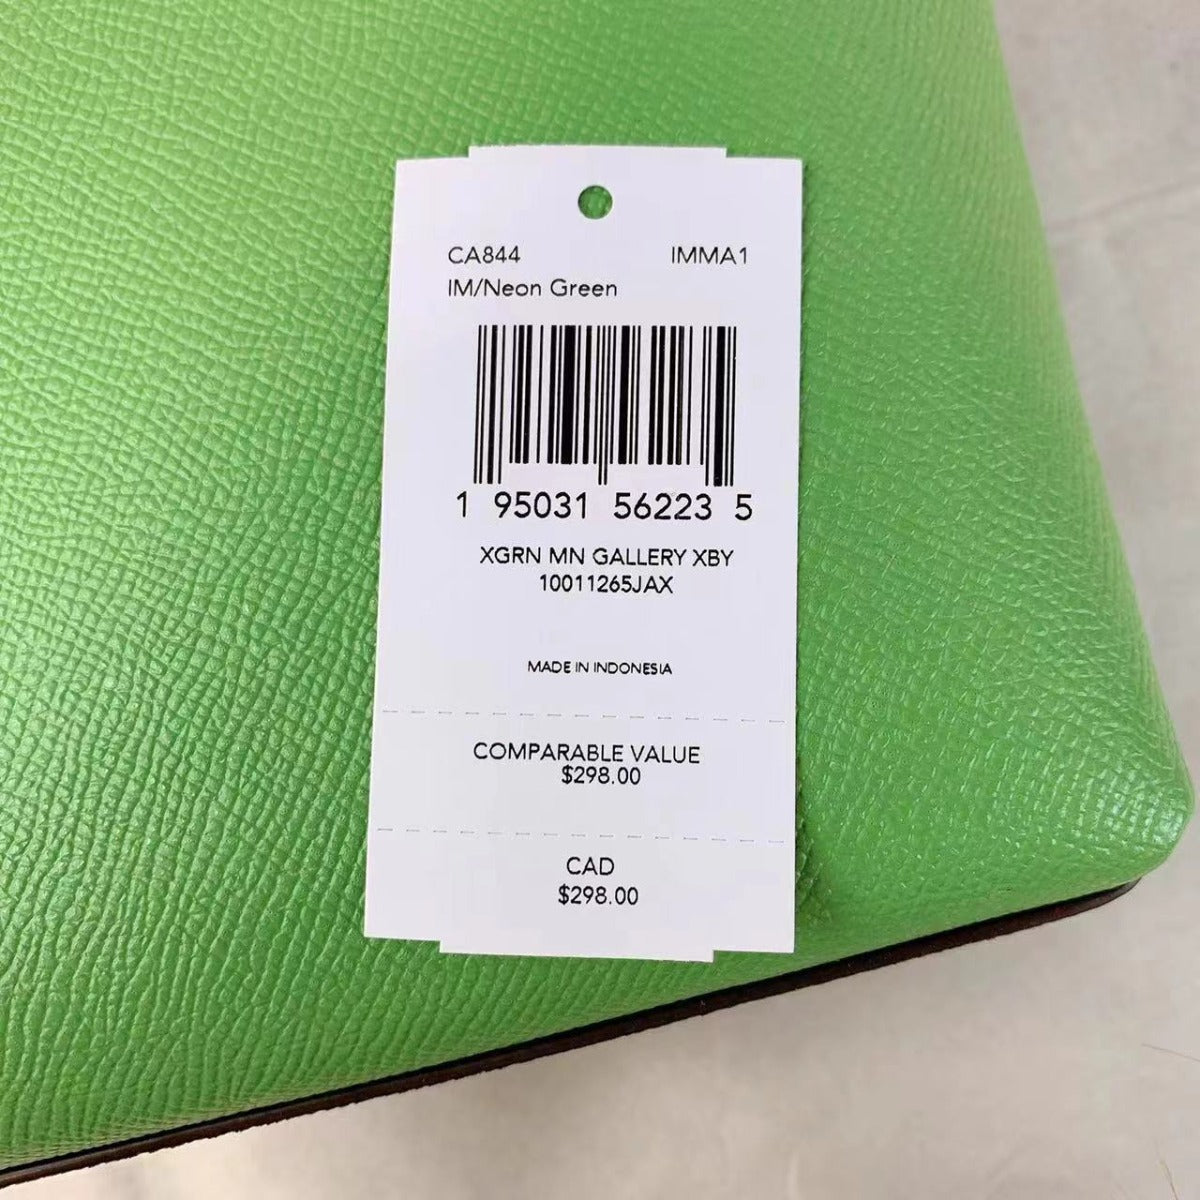 CA844 IMMA1
IM/Neon Green
1 95031 56223 5
XGRN MN GALLERY XBY
10011265JAX
MADE IN INDONESIA
COMPARABLE VALUE
$298.00
CAD
$298.00